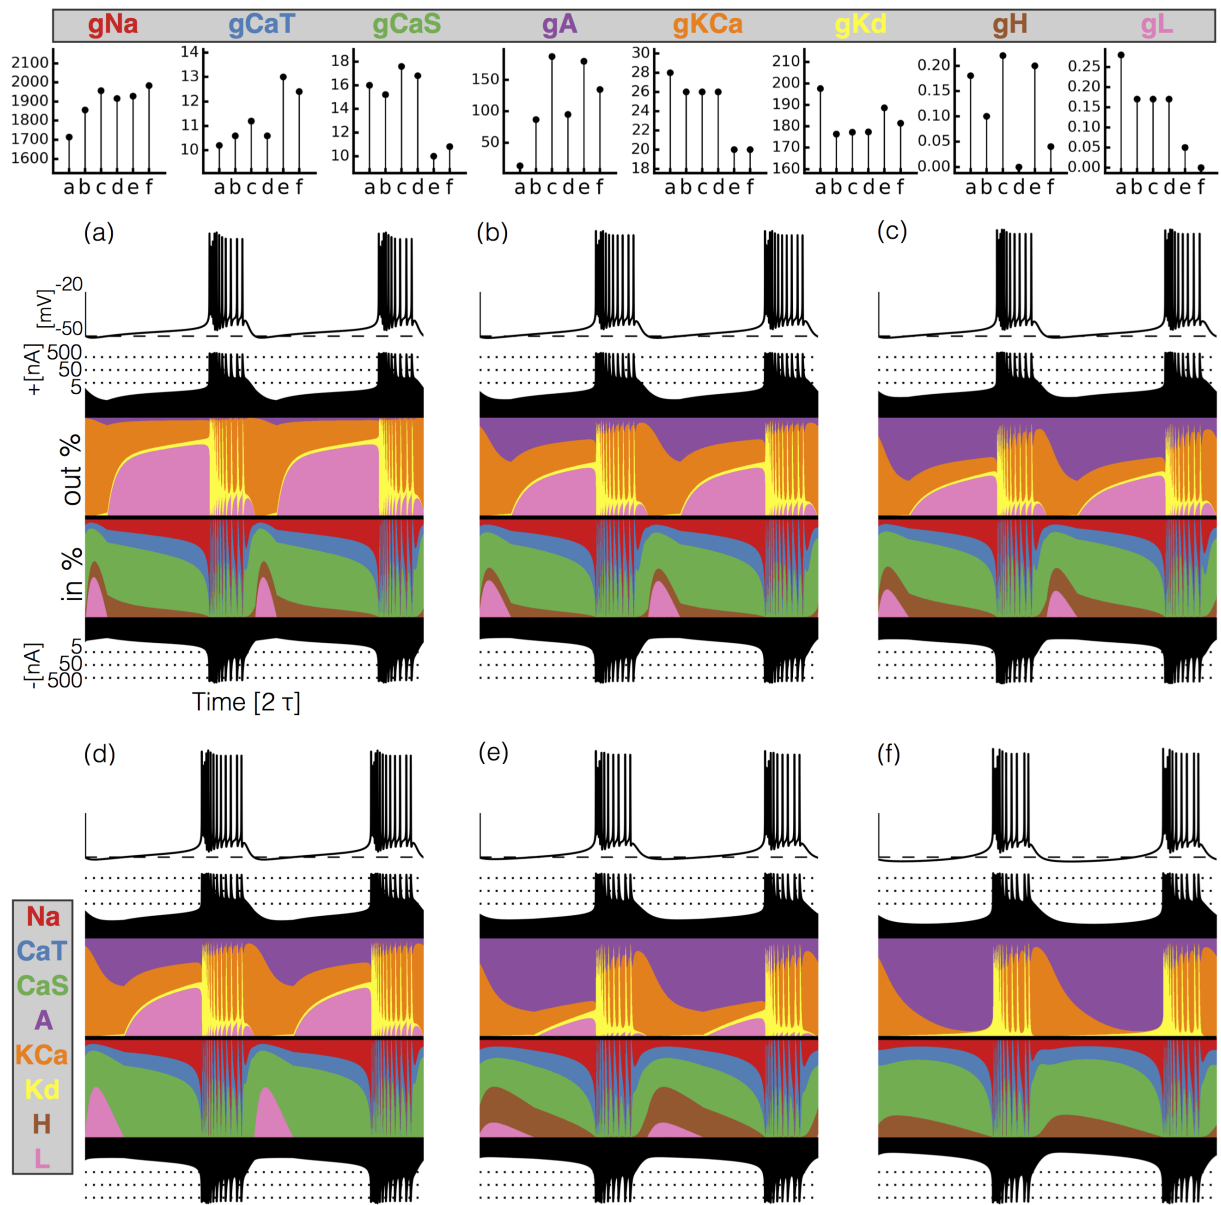 gNa gCaT gCaS gA gKCa gKd gH gL
2100 2000 1900 1800 1700 1600
a b c d e f
14 13 12 11 10
a b c d e f
18 16 14 12 10
a b c d e f
150 100 50
a b c d e f
30 28 26 24 22 20 18
a b c d e f
210 200 190 180 170 160
a b c d e f
0.20 0.15 0.10 0.05 0.00
a b c d e f
0.25 0.20 0.15 0.10 0.05 0.00
a b c d e f
(a) (b) (c)
-20
[mV]
-50
500
50
5
+[nA]
out %
in %
5
50
500
-[nA]
Time [2 τ]
(d) (e) (f)
Na
CaT
CaS
A
KCa
Kd
H
L